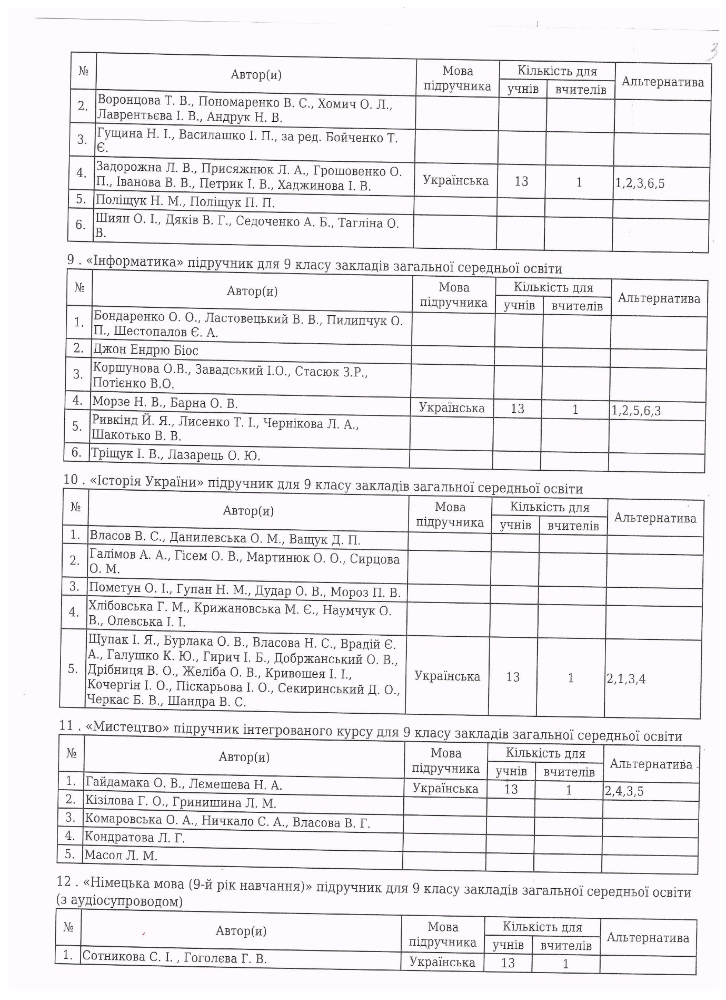 3
№ Автор(и) Мова підручника Кількість для Альтернатива
учнів вчителів
2. Воронцова Т. В., Пономаренко В. С., Хомич О. Л.,
Лаврентьєва І. В., Андрук Н. В.
3. Гущина Н. І., Василашко І. П., за ред. Бойченко Т.
Є.
4. Задорожна Л. В., Присяжнюк Л. А., Грошовенко О.
П., Іванова В. В., Петрик І. В., Хаджинова І. В. Українська 13 1 1,2,3,6,5
5. Поліщук Н. М., Поліщук П. П.
6. Шиян О. І., Дяків В. Г., Седоченко А. Б., Тагліна О.
В.
9 . «Інформатика» підручник для 9 класу закладів загальної середньої освіти
№ Автор(и) Мова підручника Кількість для Альтернатива
учнів вчителів
1. Бондаренко О. О., Ластовецький В. В., Пилипчук О.
П., Шестопалов Є. А.
2. Джон Ендрю Біос
3. Коршунова О.В., Завадський І.О., Стасюк З.Р.,
Потієнко В.О.
4. Морзе Н. В., Барна О. В. Українська 13 1 1,2,5,6,3
5. Ривкінд Й. Я., Лисенко Т. І., Чернікова Л. А.,
Шакотько В. В.
6. Тріщук І. В., Лазарець О. Ю.
10 . «Історія України» підручник для 9 класу закладів загальної середньої освіти
№ Автор(и) Мова підручника Кількість для Альтернатива
учнів вчителів
1. Власов В. С., Данилевська О. М., Ващук Д. П.
2. Галімов А. А., Гісем О. В., Мартинюк О. О., Сирцова
О. М.
3. Пометун О. І., Гупан Н. М., Дудар О. В., Мороз П. В.
4. Хлібовська Г. М., Крижановська М. Є., Наумчук О.
В., Олевська І. І.
Щупак І. Я., Бурлака О. В., Власова Н. С., Врадій Є.
А., Галушко К. Ю., Гирич І. Б., Добржанський О. В.,
5. Дрібниця В. О., Желіба О. В., Кривошея І. І., Українська 13 1 2,1,3,4
Кочергін І. О., Піскарьова І. О., Секиринський Д. О.,
Черкас Б. В., Шандра В. С.
11 . «Мистецтво» підручник інтегрованого курсу для 9 класу закладів загальної середньої освіти
№ Автор(и) Мова підручника Кількість для Альтернатива
учнів вчителів
1. Гайдамака О. В., Лємешева Н. А. Українська 13 1 2,4,3,5
2. Кізілова Г. О., Гринишина Л. М.
3. Комаровська О. А., Ничкало С. А., Власова В. Г.
4. Кондратова Л. Г.
5. Масол Л. М.
12 . «Німецька мова (9-й рік навчання)» підручник для 9 класу закладів загальної середньої освіти
(з аудіосупроводом)
№ Автор(и) Мова підручника Кількість для Альтернатива
учнів вчителів
1. Сотникова С. І. , Гоголєва Г. В. Українська 13 1